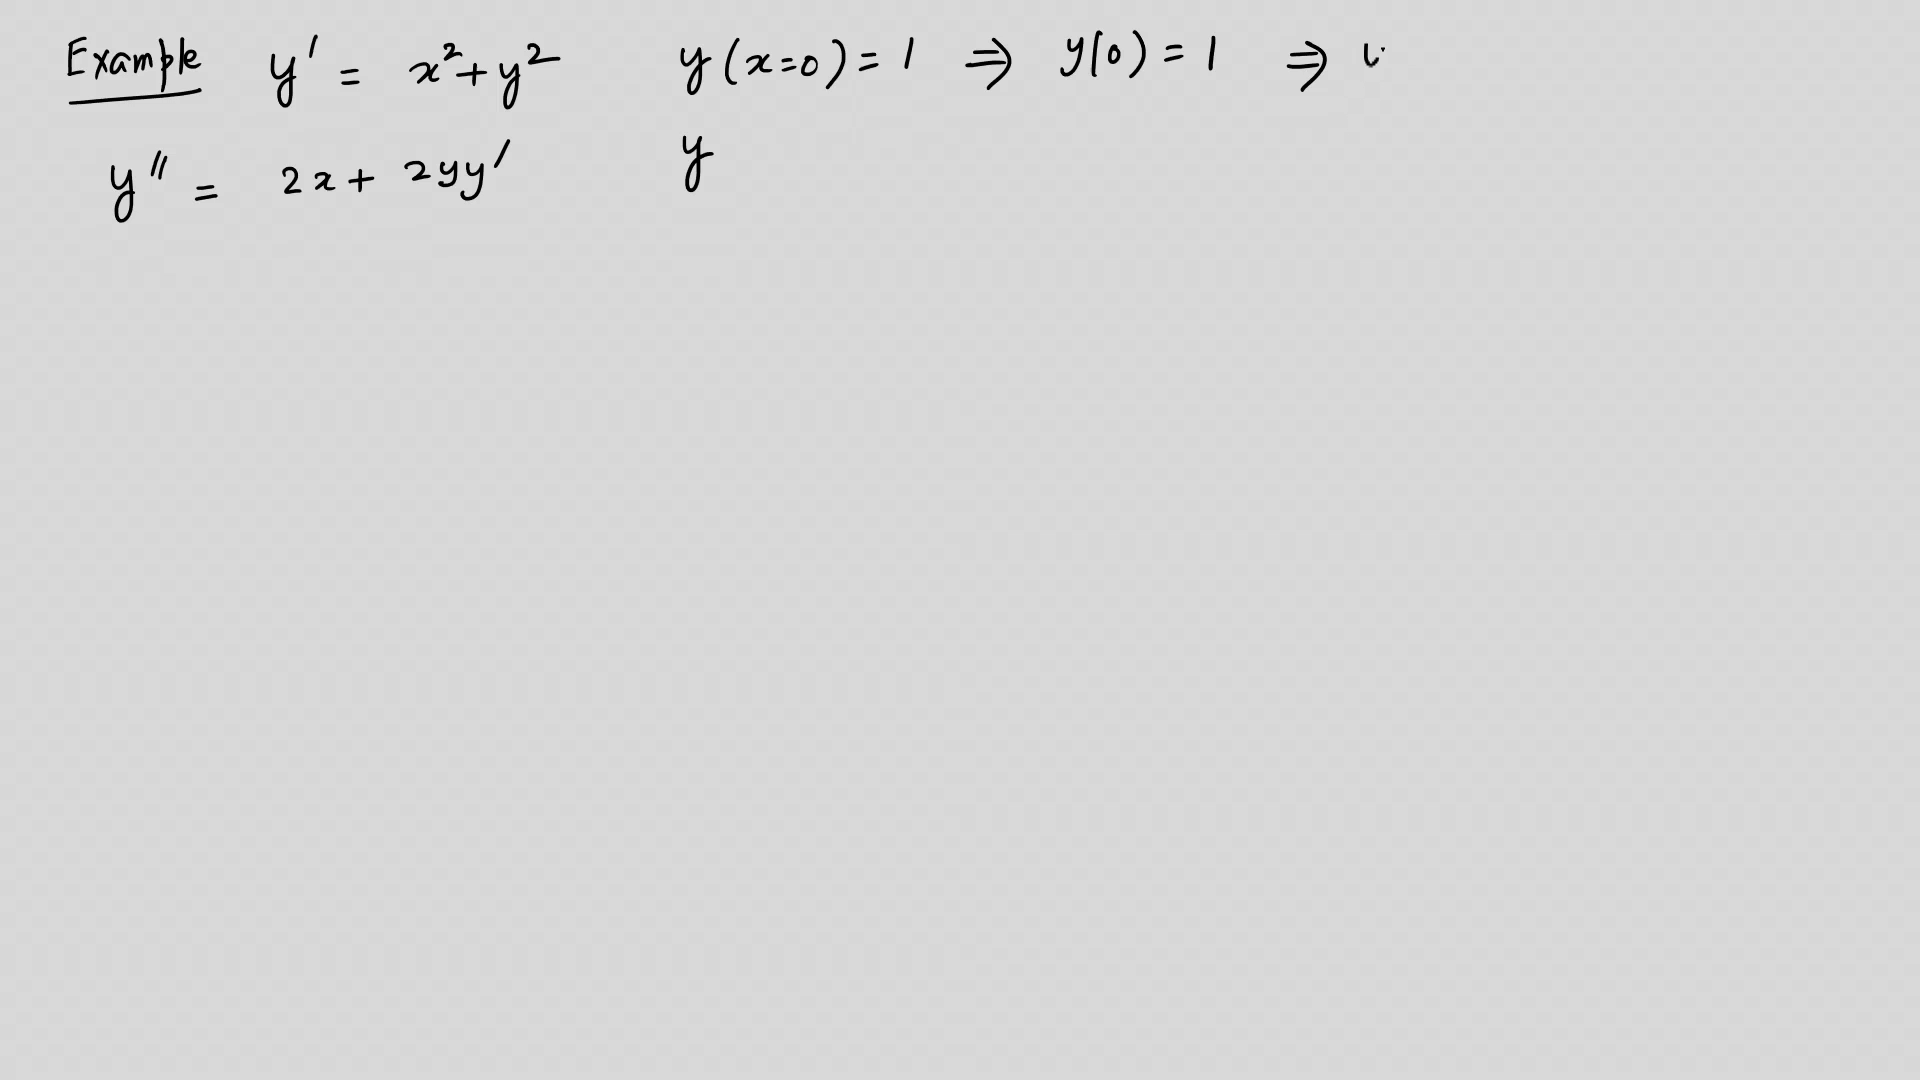 Example y' = x²+y² y(x=0) = 1 ⇒ y(0) = 1 ⇒
y'' = 2x + 2yy' y